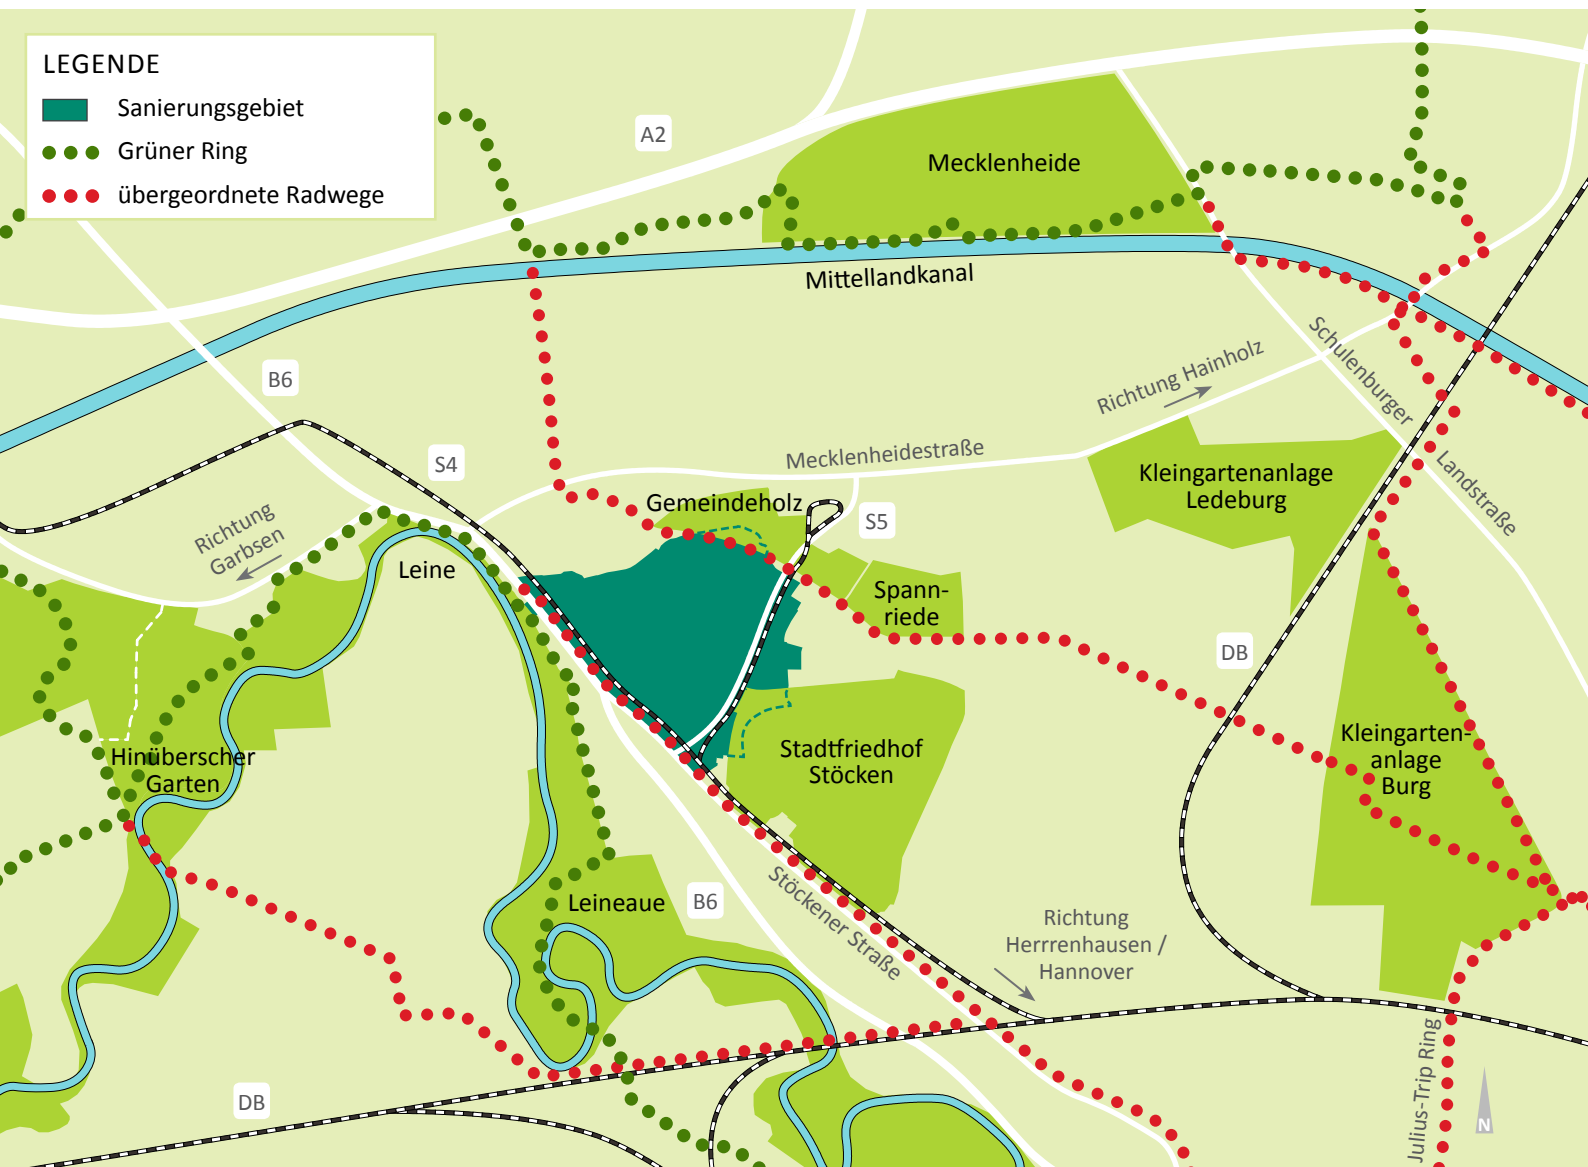 LEGENDE
Sanierungsgebiet
Grüner Ring
übergeordnete Radwege
A2
Mecklenheide
Mittellandkanal
B6
S4
Richtung Hainholz
Schulenburger
Landstraße
Mecklenheidestraße
Gemeindeholz
S5
Kleingartenanlage
Ledeburg
Richtung
Garbsen
Leine
Spann-
riede
DB
Hinüberscher
Garten
Stadtfriedhof
Stöcken
Kleingarten-
anlage
Burg
Leineaue
B6
Stöckener Straße
Richtung
Herrrenhausen /
Hannover
DB
Julius-Trip Ring
N